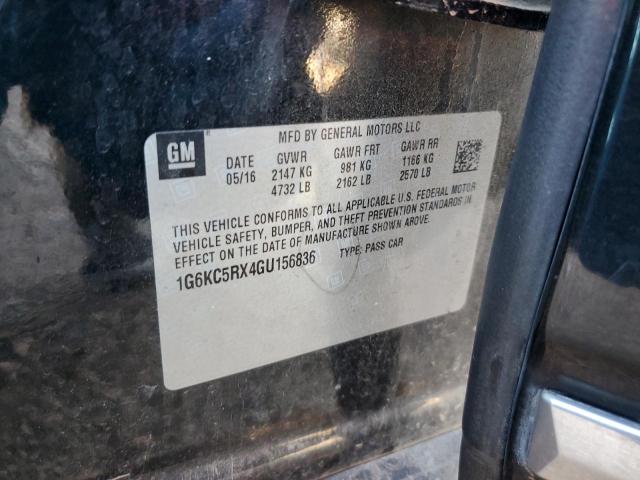 GM
MFD BY GENERAL MOTORS LLC
DATE GVWR GAWR FRT GAWR RR
05/16 2147 KG 981 KG 1166 KG
4732 LB 2162 LB 2570 LB
THIS VEHICLE CONFORMS TO ALL APPLICABLE U.S. FEDERAL MOTOR
VEHICLE SAFETY, BUMPER, AND THEFT PREVENTION STANDARDS IN
EFFECT ON THE DATE OF MANUFACTURE SHOWN ABOVE.
1G6KC5RX4GU156836 TYPE: PASS CAR